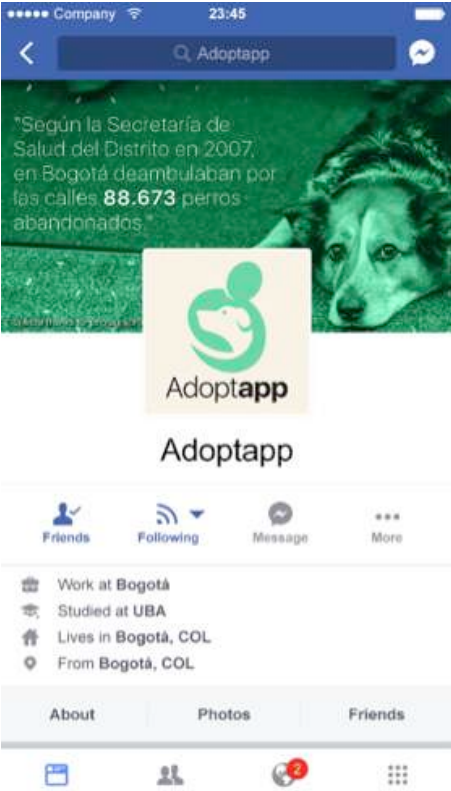 Company 23:45
Adoptapp
"Según la Secretaría de
Salud del Distrito en 2007,
en Bogotá deambulaban por
las calles 88.673 perros
abandonados."
Adoptapp
Adoptapp
Friends Following Message More
Work at Bogotá
Studied at UBA
Lives in Bogotá, COL
From Bogotá, COL
About Photos Friends
2